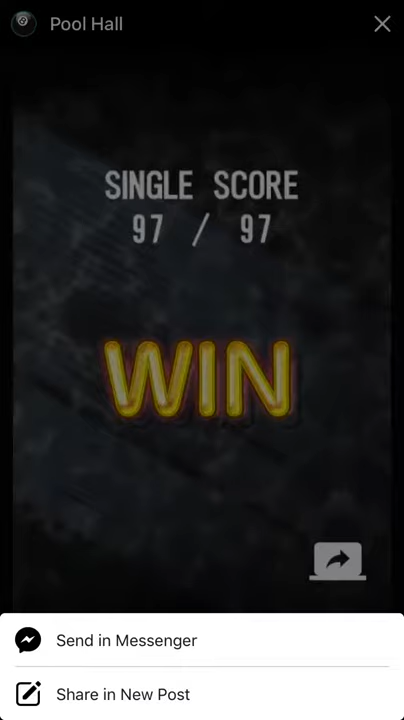 Pool Hall
SINGLE SCORE
97 / 97
WIN
Send in Messenger
Share in New Post